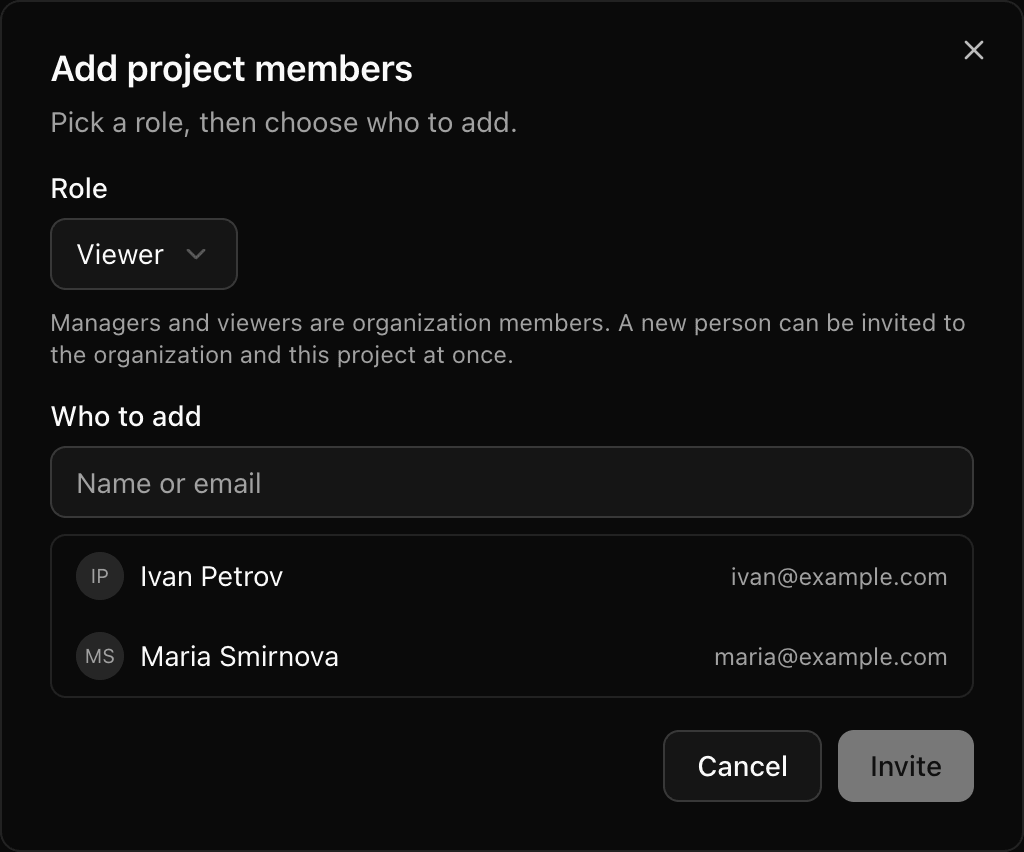 Add project members
Pick a role, then choose who to add.
Role
Viewer
Managers and viewers are organization members. A new person can be invited to
the organization and this project at once.
Who to add
Name or email
IP Ivan Petrov ivan@example.com
MS Maria Smirnova maria@example.com
Cancel Invite